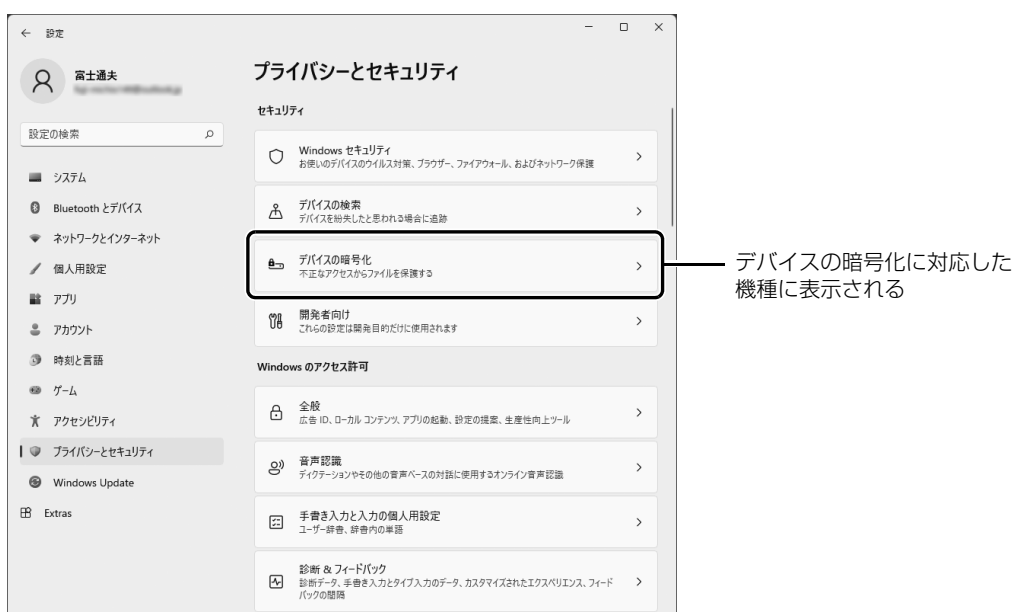 設定
富士通夫
設定の検索
システム
Bluetooth とデバイス
ネットワークとインターネット
個人用設定
アプリ
アカウント
時刻と言語
ゲーム
アクセシビリティ
プライバシーとセキュリティ
Windows Update
Extras
プライバシーとセキュリティ
セキュリティ
Windows セキュリティ
お使いのデバイスのウイルス対策、ブラウザー、ファイアウォール、およびネットワーク保護
デバイスの検索
デバイスを紛失したと思われる場合に追跡
デバイスの暗号化
不正なアクセスからファイルを保護する
開発者向け
これらの設定は開発目的だけに使用されます
Windows のアクセス許可
全般
広告 ID、ローカル コンテンツ、アプリの起動、設定の提案、生産性向上ツール
音声認識
ディクテーションやその他の音声ベースの対話に使用するオンライン音声認識
手書き入力と入力の個人用設定
ユーザー辞書、辞書内の単語
診断 & フィードバック
診断データ、手書き入力とタイプ入力のデータ、カスタマイズされたエクスペリエンス、フィード
バックの間隔
デバイスの暗号化に対応した
機種に表示される